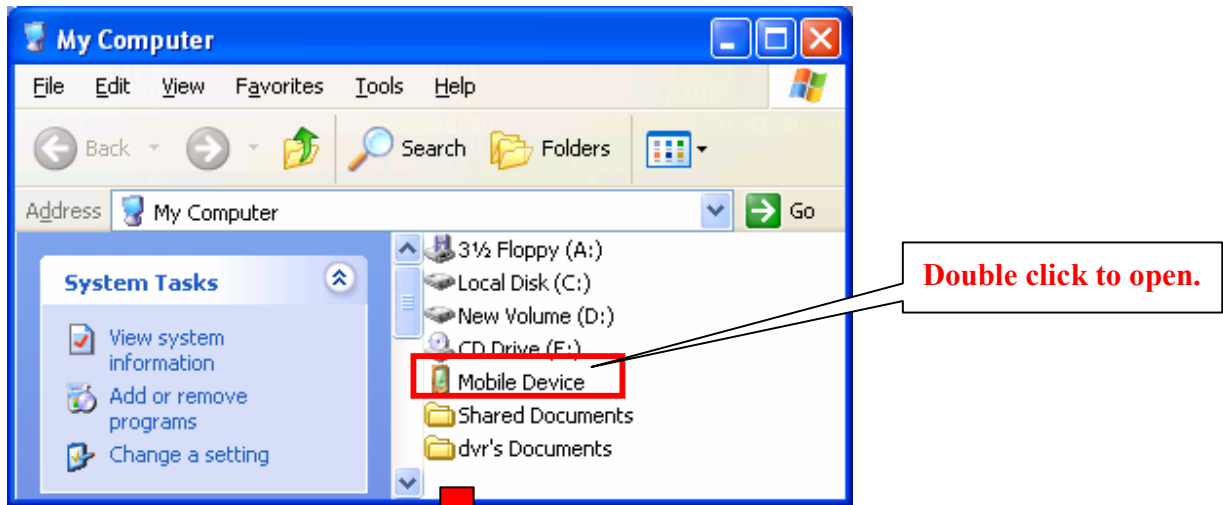 My Computer
File Edit View Favorites Tools Help
Back Search Folders
Address My Computer Go
System Tasks
View system
information
Add or remove
programs
Change a setting
3½ Floppy (A:)
Local Disk (C:)
New Volume (D:)
CD Drive (E:)
Mobile Device
Shared Documents
dvr's Documents
Double click to open.